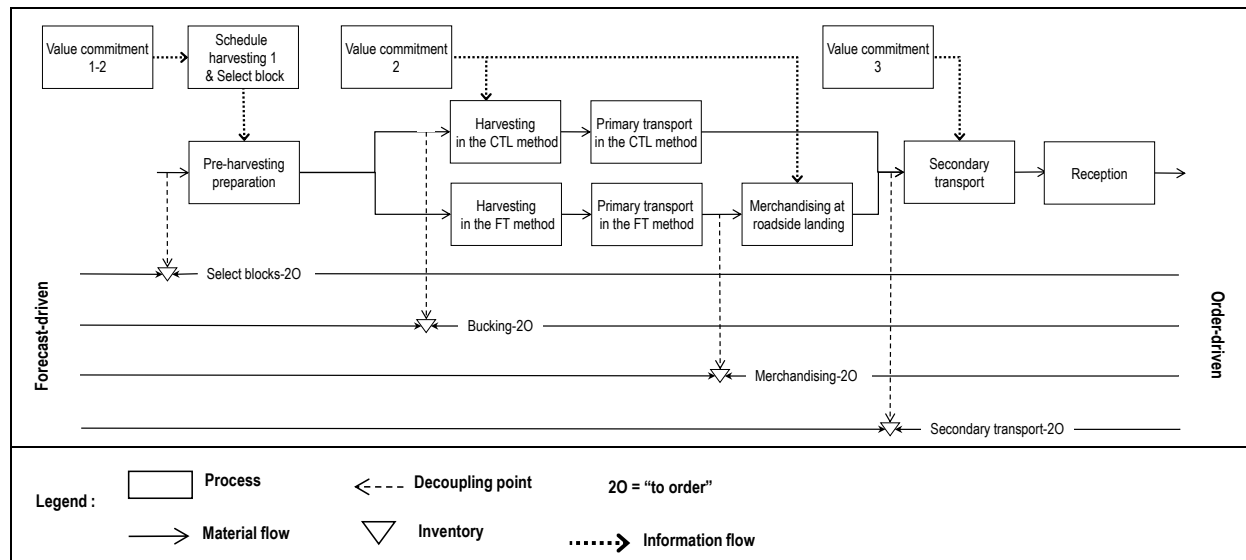 Value commitment
1-2
Schedule
harvesting 1
& Select block
Value commitment
2
Value commitment
3
Pre-harvesting
preparation
Harvesting
in the CTL method
Primary transport
in the CTL method
Harvesting
in the FT method
Primary transport
in the FT method
Merchandising at
roadside landing
Secondary
transport
Reception
Forecast-driven
Order-driven
Select blocks-2O
Bucking-2O
Merchandising-2O
Secondary transport-2O
Legend :
Process
Decoupling point
2O = “to order”
Material flow
Inventory
Information flow